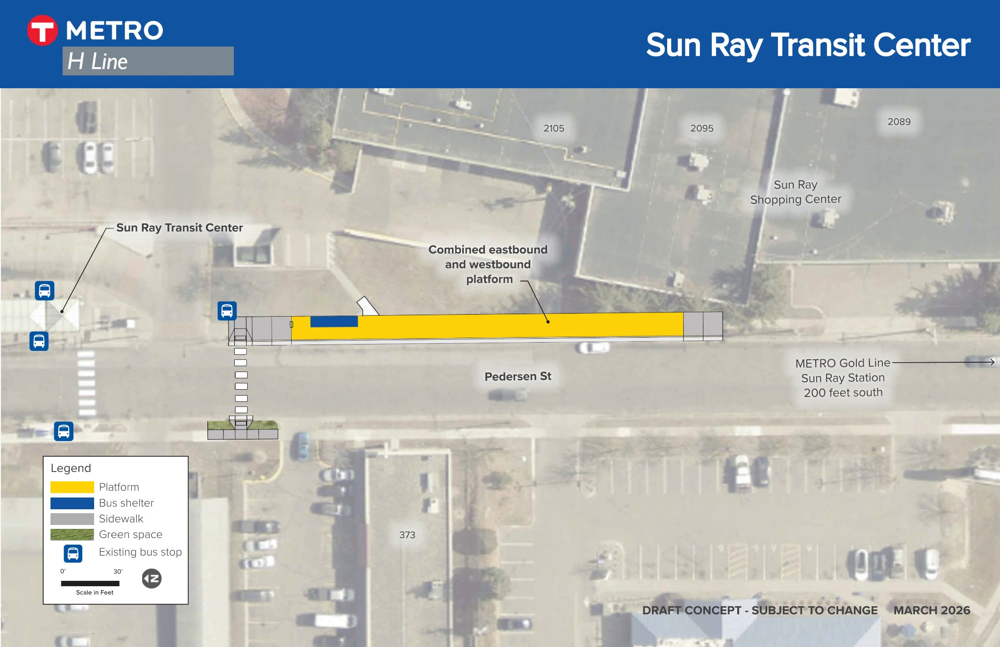 T METRO
H Line
Sun Ray Transit Center
2105
2095
2089
Sun Ray
Shopping Center
Sun Ray Transit Center
Combined eastbound
and westbound
platform
Pedersen St
METRO Gold Line
Sun Ray Station
200 feet south
373
Legend
Platform
Bus shelter
Sidewalk
Green space
Existing bus stop
0' 30'
Scale in Feet
N
DRAFT CONCEPT - SUBJECT TO CHANGE MARCH 2026